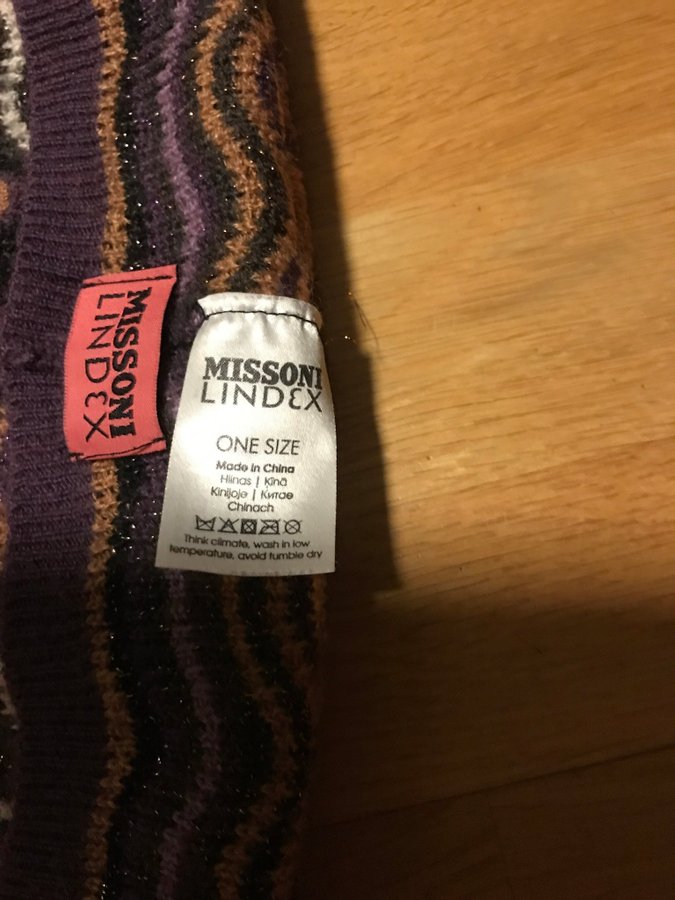 MISSONI
LINDEX
MISSONI
LINDEX
ONE SIZE
Made in China
Hiinas | Ķīnā
Kinijoje | Китае
Chinach
Think climate, wash in low
temperature, avoid tumble dry